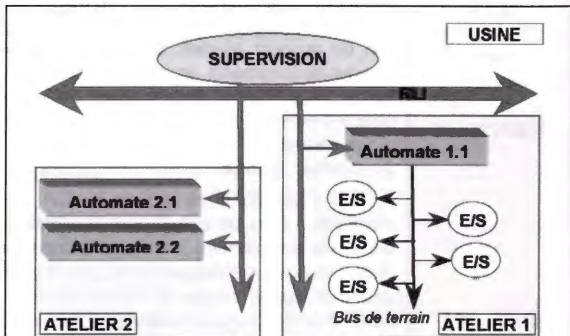 USINE
SUPERVISION
RLI
Automate 1.1
Automate 2.1
Automate 2.2
E/S
E/S
E/S
E/S
E/S
Bus de terrain
ATELIER 2
ATELIER 1